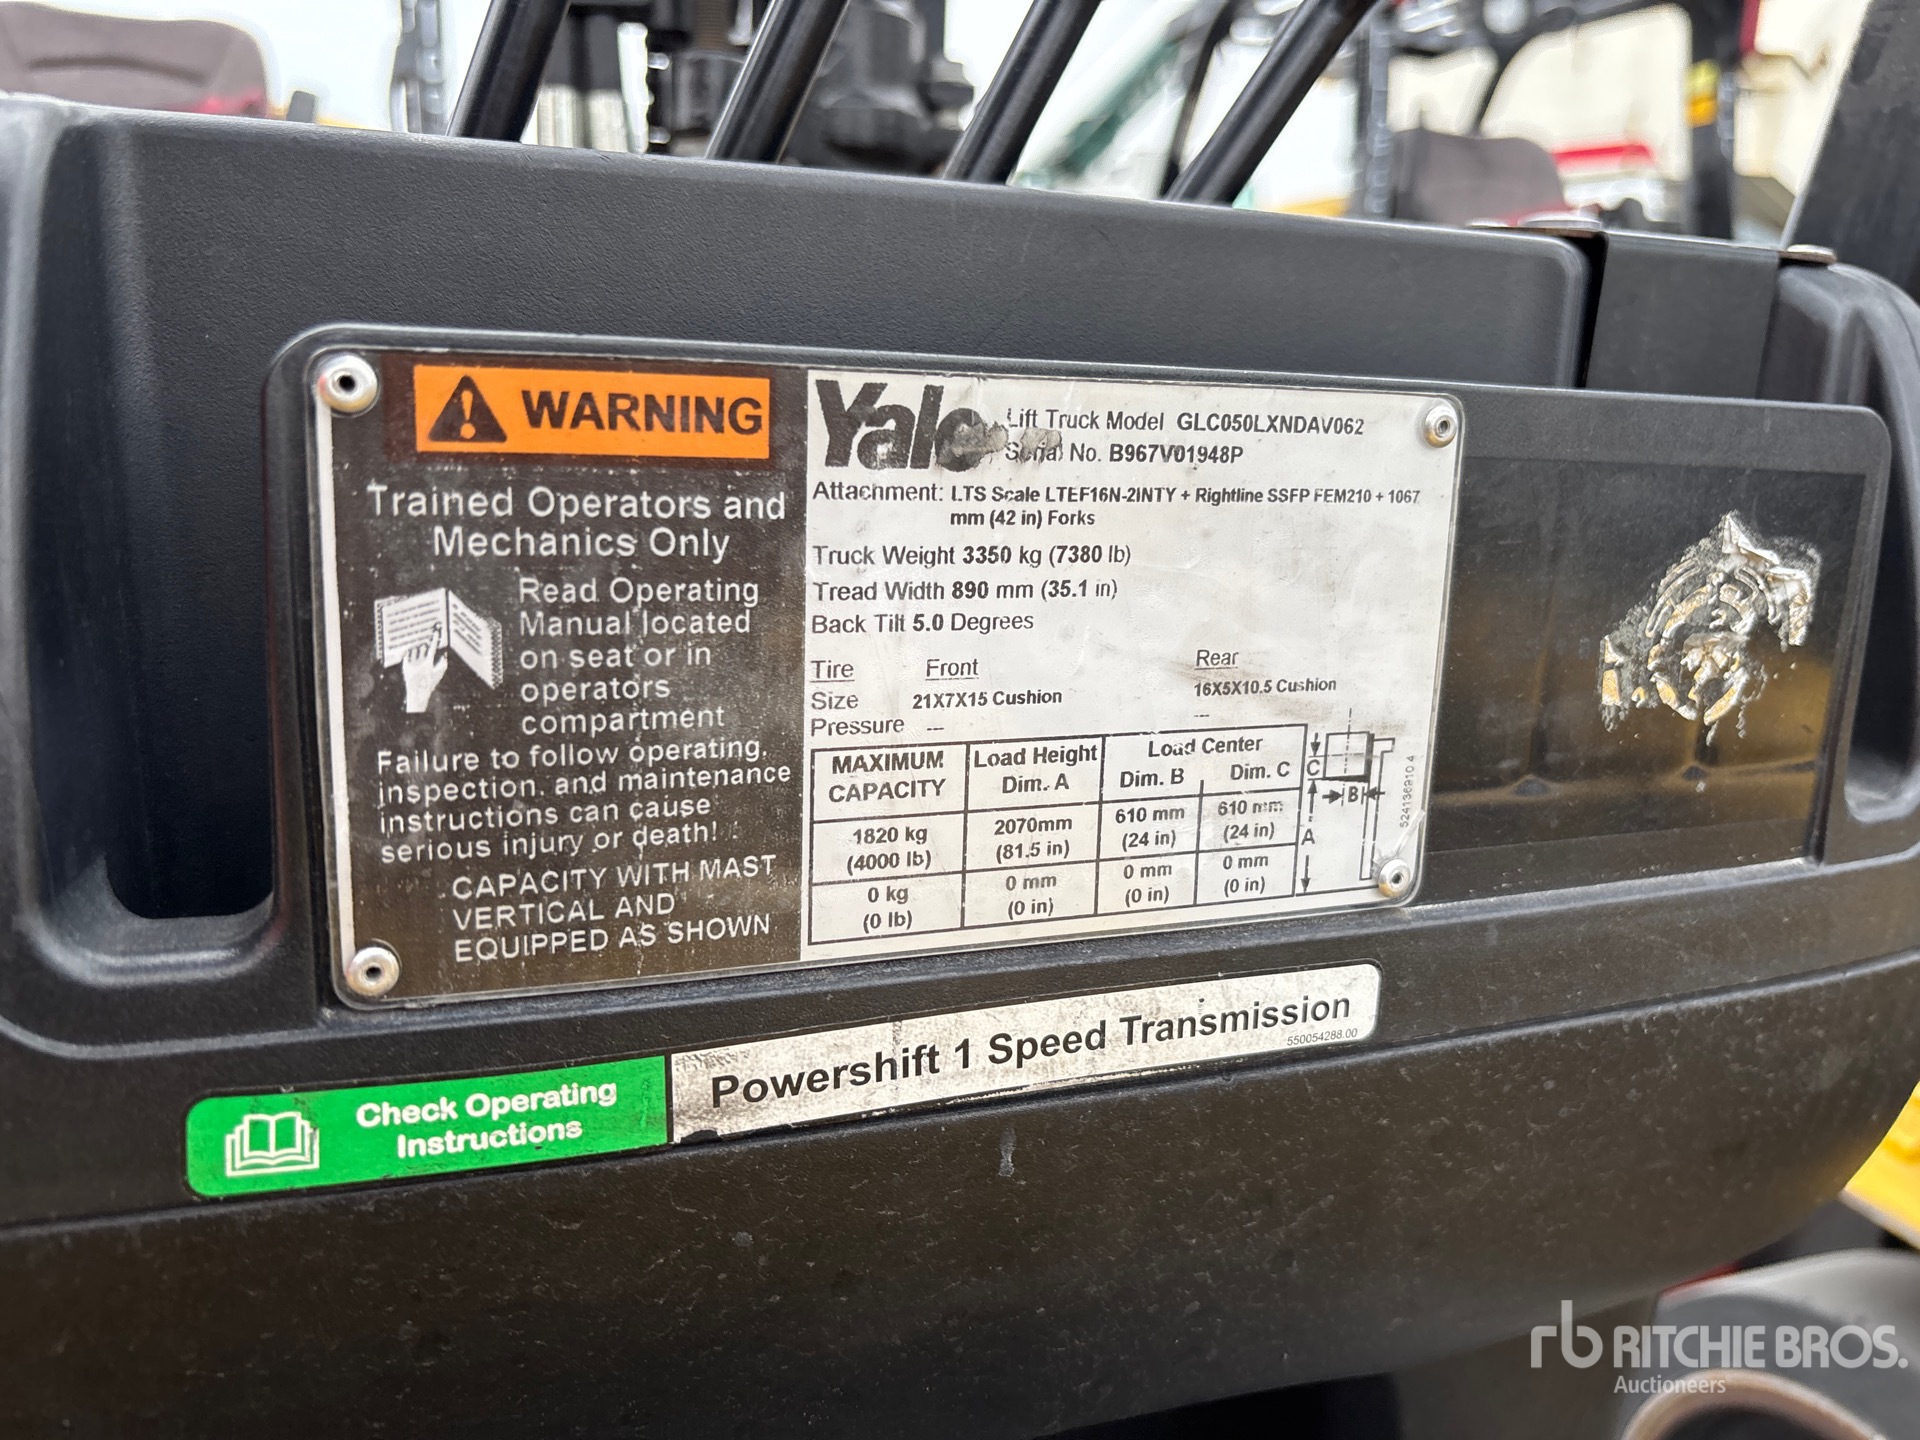 WARNING
Trained Operators and
Mechanics Only
Read Operating
Manual located
on seat or in
operators
compartment
Failure to follow operating,
inspection, and maintenance
instructions can cause
serious injury or death!
CAPACITY WITH MAST
VERTICAL AND
EQUIPPED AS SHOWN
Yale
Lift Truck Model GLC050LXNDAV062
Serial No. B967V01948P
Attachment: LTS Scale LTEF16N-2INTY + Rightline SSFP FEM210 + 1067
mm (42 in) Forks
Truck Weight 3350 kg (7380 lb)
Tread Width 890 mm (35.1 in)
Back Tilt 5.0 Degrees
Tire Front Rear
Size 21X7X15 Cushion 16X5X10.5 Cushion
Pressure --- ---
MAXIMUM CAPACITY Load Height Dim. A Load Center Dim. B Dim. C
1820 kg (4000 lb) 2070mm (81.5 in) 610 mm (24 in) 610 mm (24 in)
0 kg (0 lb) 0 mm (0 in) 0 mm (0 in) 0 mm (0 in)
C
B
A
524136910 4
Powershift 1 Speed Transmission
550054288.00
Check Operating
Instructions
rb RITCHIE BROS.
Auctioneers